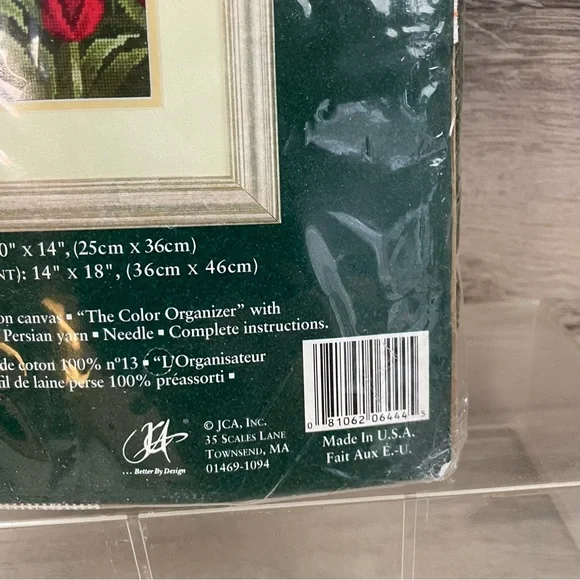 0" x 14", (25cm x 36cm)
NT): 14" x 18", (36cm x 46cm)
on canvas ▪ “The Color Organizer” with
Persian yarn ▪ Needle ▪ Complete instructions.
de coton 100% nº13 ▪ “L'Organisateur
fil de laine perse 100% préassorti ▪
JCA ®
... Better By Design
© JCA, Inc.
35 Scales Lane
Townsend, MA
01469-1094
0 81062 06444 5
Made In U.S.A.
Fait Aux É.-U.